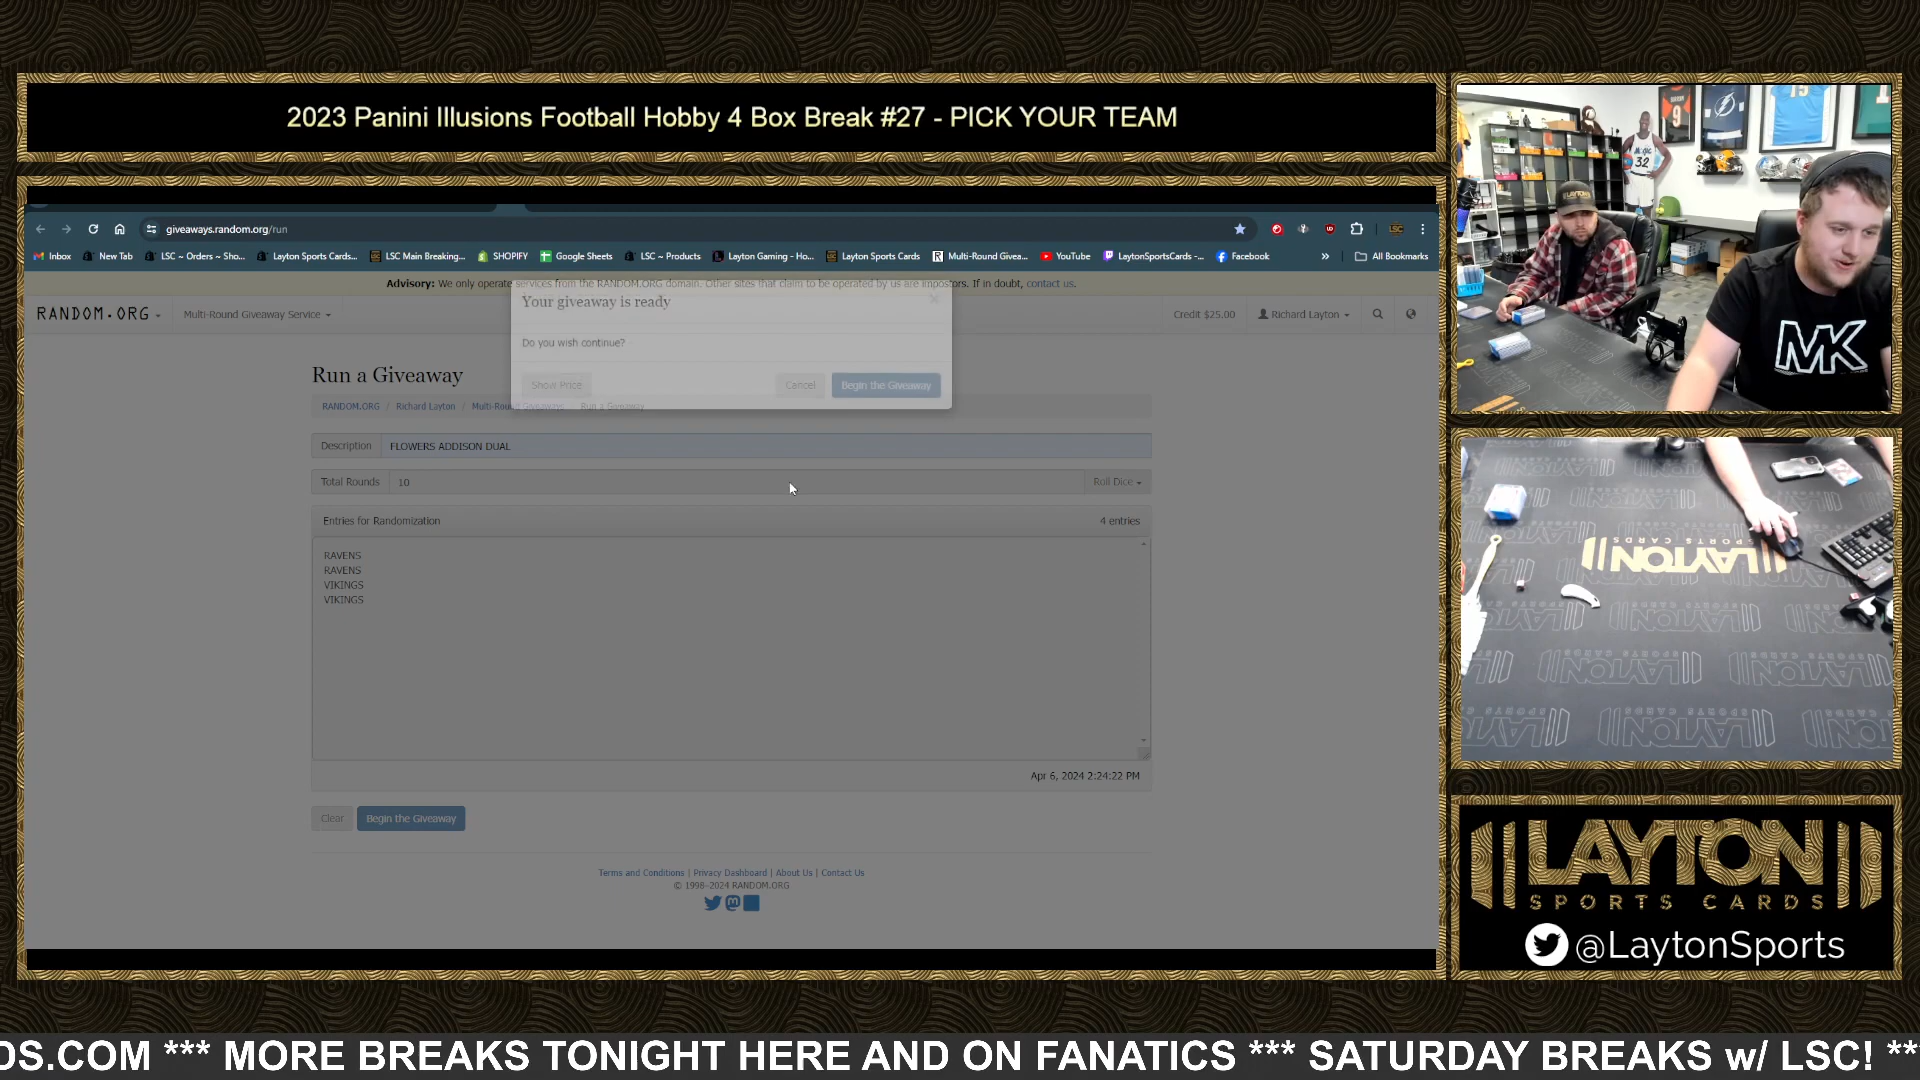 2023 Panini Illusions Football Hobby 4 Box Break #27 - PICK YOUR TEAM
giveaways.random.org/run
Inbox
New Tab
LSC ~ Orders ~ Sho...
Layton Sports Cards...
LSC Main Breaking...
SHOPIFY
Google Sheets
LSC ~ Products
Layton Gaming - Ho...
Layton Sports Cards
Multi-Round Givea...
YouTube
LaytonSportsCards -...
Facebook
»
All Bookmarks
Advisory: We only operate services from the RANDOM.ORG domain. Other sites that claim to be operated by us are impostors. If in doubt, contact us.
RANDOM.ORG
Multi-Round Giveaway Service
Credit $25.00
Richard Layton
Your giveaway is ready
Do you wish continue?
Show Price
Cancel
Begin the Giveaway
Run a Giveaway
RANDOM.ORG / Richard Layton / Multi-Round Giveaways / Run a Giveaway
Description FLOWERS ADDISON DUAL
Total Rounds 10 Roll Dice
Entries for Randomization 4 entries
RAVENS
RAVENS
VIKINGS
VIKINGS
Apr 6, 2024 2:24:22 PM
Clear
Begin the Giveaway
Terms and Conditions | Privacy Dashboard | About Us | Contact Us
© 1998-2024 RANDOM.ORG
9
15
32
MK
LAYTON
SPORTS CARDS
LAYTON
SPORTS CARDS
@LaytonSports
DS.COM *** MORE BREAKS TONIGHT HERE AND ON FANATICS *** SATURDAY BREAKS w/ LSC! **